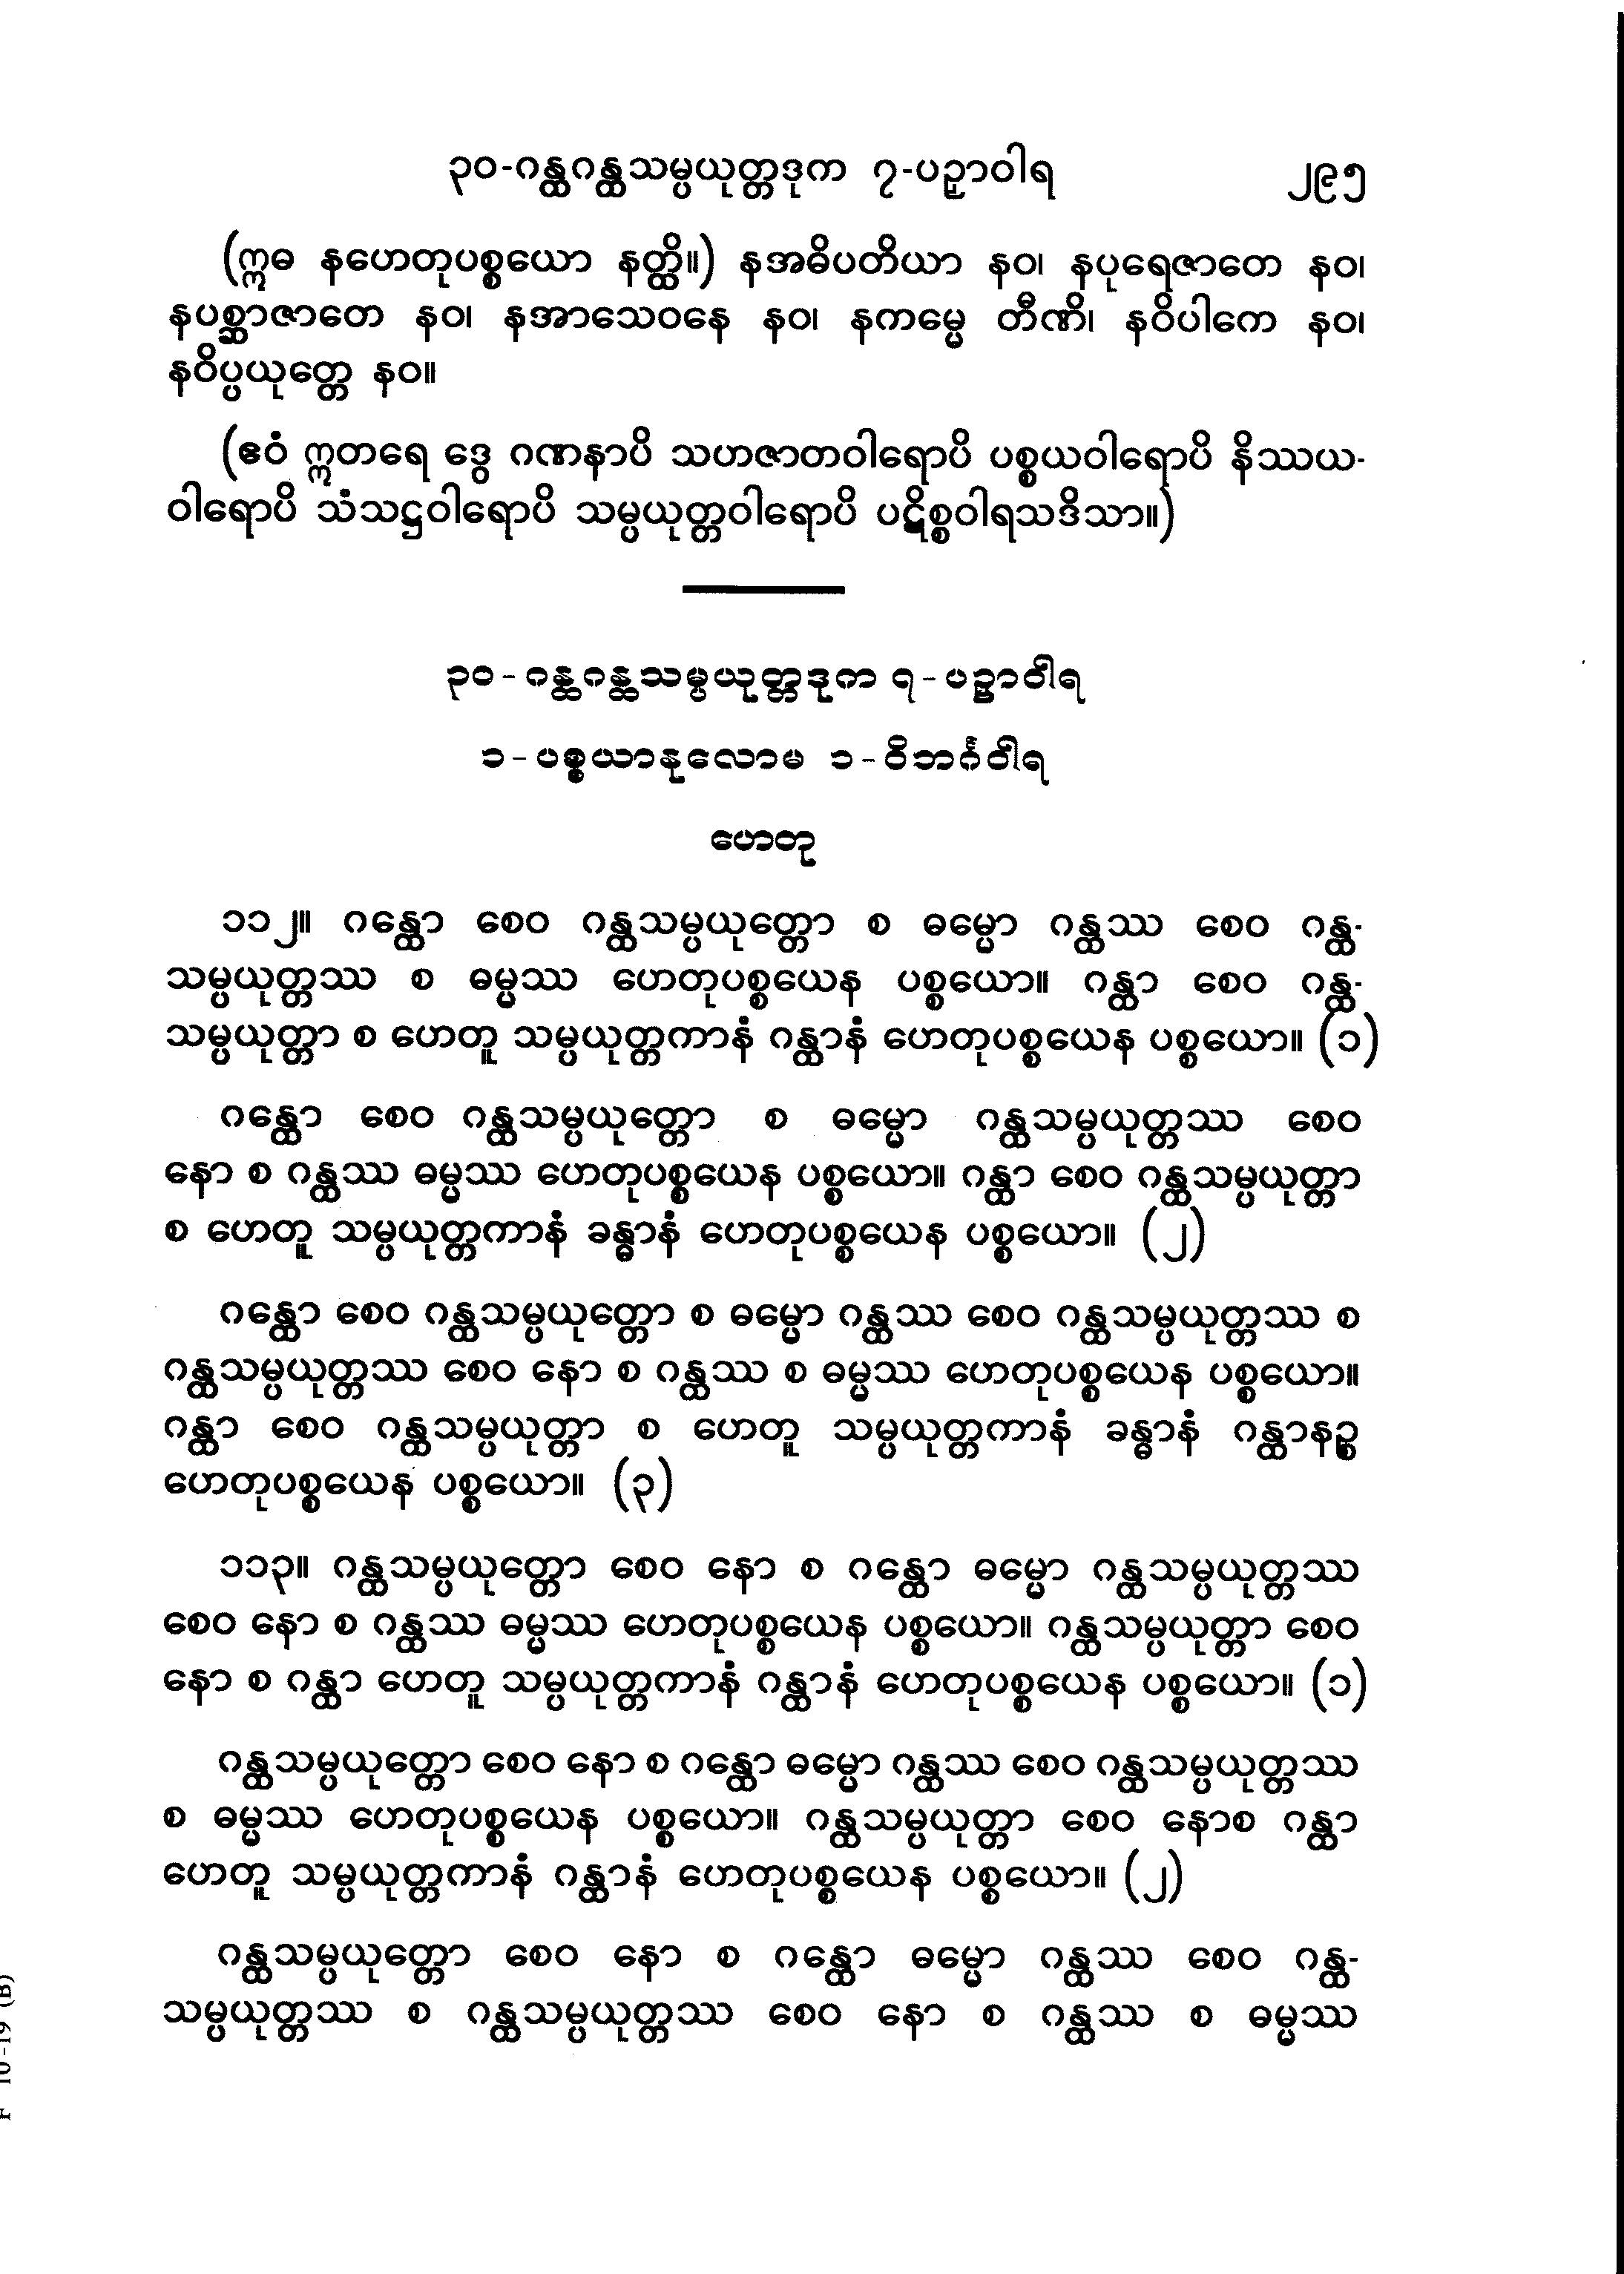 ၃၀-ဂန္ထဂန္ထသမ္ပယုတ္တဒုက ၇-ပဉှာဝါရ ၂၉၅
(ဣဓ နဟေတုပစ္စယော နတ္ထိ။) နအဓိပတိယာ နဝ၊ နပုရေဇာတေ နဝ၊
နပစ္ဆာဇာတေ နဝ၊ နအာသေဝနေ နဝ၊ နကမ္မေ တီဏိ၊ နဝိပါကေ နဝ၊
နဝိပ္ပယုတ္တေ နဝ။
(ဧဝံ ဣတရေ ဒွေ ဂဏနာပိ သဟဇာတဝါရောပိ ပစ္စယဝါရောပိ နိဿယ-
ဝါရောပိ သံသဋ္ဌဝါရောပိ သမ္ပယုတ္တဝါရောပိ ပဋိစ္စဝါရသဒိသာ။)
၃၀-ဂန္ထဂန္ထသမ္ပယုတ္တဒုက ၇-ပဉှာဝါရ
၁-ပစ္စယာနုလောမ ၁-ဝိဘင်္ဂဝါရ
ဟေတု
၁၁၂။ ဂန္ထော စေဝ ဂန္ထသမ္ပယုတ္တော စ ဓမ္မော ဂန္ထဿ စေဝ ဂန္ထ-
သမ္ပယုတ္တဿ စ ဓမ္မဿ ဟေတုပစ္စယေန ပစ္စယော။ ဂန္ထာ စေဝ ဂန္ထ-
သမ္ပယုတ္တာ စ ဟေတူ သမ္ပယုတ္တကာနံ ဂန္ထာနံ ဟေတုပစ္စယေန ပစ္စယော။ (၁)
ဂန္ထော စေဝ ဂန္ထသမ္ပယုတ္တော စ ဓမ္မော ဂန္ထသမ္ပယုတ္တဿ စေဝ
နော စ ဂန္ထဿ ဓမ္မဿ ဟေတုပစ္စယေန ပစ္စယော။ ဂန္ထာ စေဝ ဂန္ထသမ္ပယုတ္တာ
စ ဟေတူ သမ္ပယုတ္တကာနံ ခန္ဓာနံ ဟေတုပစ္စယေန ပစ္စယော။ (၂)
ဂန္ထော စေဝ ဂန္ထသမ္ပယုတ္တော စ ဓမ္မော ဂန္ထဿ စေဝ ဂန္ထသမ္ပယုတ္တဿ စ
ဂန္ထသမ္ပယုတ္တဿ စေဝ နော စ ဂန္ထဿ စ ဓမ္မဿ ဟေတုပစ္စယေန ပစ္စယော။
ဂန္ထာ စေဝ ဂန္ထသမ္ပယုတ္တာ စ ဟေတူ သမ္ပယုတ္တကာနံ ခန္ဓာနံ ဂန္ထာနဉ္စ
ဟေတုပစ္စယေန ပစ္စယော။ (၃)
၁၁၃။ ဂန္ထသမ္ပယုတ္တော စေဝ နော စ ဂန္ထော ဓမ္မော ဂန္ထသမ္ပယုတ္တဿ
စေဝ နော စ ဂန္ထဿ ဓမ္မဿ ဟေတုပစ္စယေန ပစ္စယော။ ဂန္ထသမ္ပယုတ္တာ စေဝ
နော စ ဂန္ထာ ဟေတူ သမ္ပယုတ္တကာနံ ဂန္ထာနံ ဟေတုပစ္စယေန ပစ္စယော။ (၁)
ဂန္ထသမ္ပယုတ္တော စေဝ နော စ ဂန္ထော ဓမ္မော ဂန္ထဿ စေဝ ဂန္ထသမ္ပယုတ္တဿ
စ ဓမ္မဿ ဟေတုပစ္စယေန ပစ္စယော။ ဂန္ထသမ္ပယုတ္တာ စေဝ နောစ ဂန္ထာ
ဟေတူ သမ္ပယုတ္တကာနံ ဂန္ထာနံ ဟေတုပစ္စယေန ပစ္စယော။ (၂)
ဂန္ထသမ္ပယုတ္တော စေဝ နော စ ဂန္ထော ဓမ္မော ဂန္ထဿ စေဝ ဂန္ထ-
သမ္ပယုတ္တဿ စ ဂန္ထသမ္ပယုတ္တဿ စေဝ နော စ ဂန္ထဿ စ ဓမ္မဿ
F 10-19 (B)